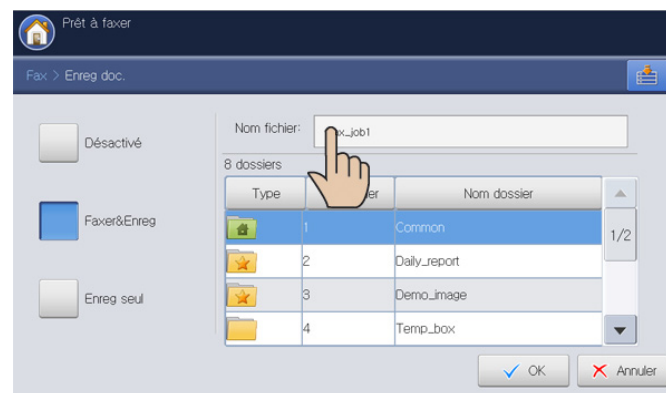 Prêt à faxer
Fax > Enreg doc.
Désactivé
Faxer&Enreg
Enreg seul
Nom fichier:
8 dossiers
Type Nom dossier
1 Common
2 Daily_report
3 Demo_image
4 Temp_box
1/2
OK Annuler